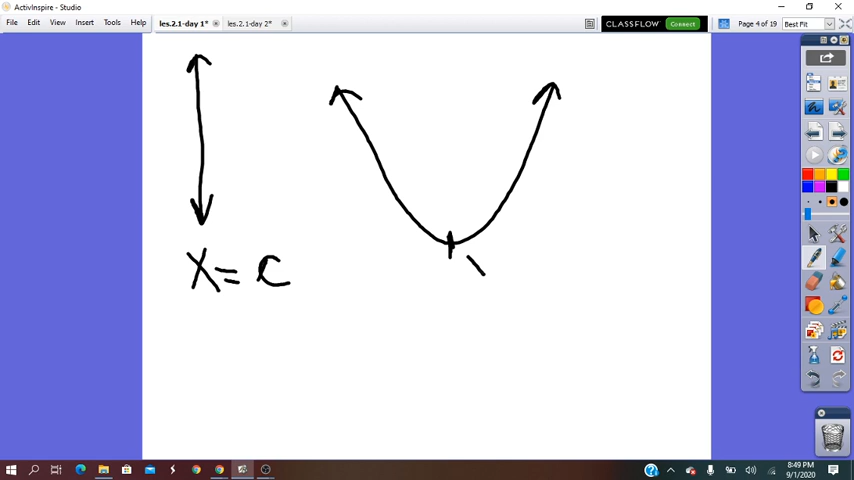 ActivInspire - Studio
File Edit View Insert Tools Help
les.2.1-day 1*
les.2.1-day 2*
CLASSFLOW Connect
Page 4 of 19
Best Fit
X = C
8:49 PM
9/1/2020